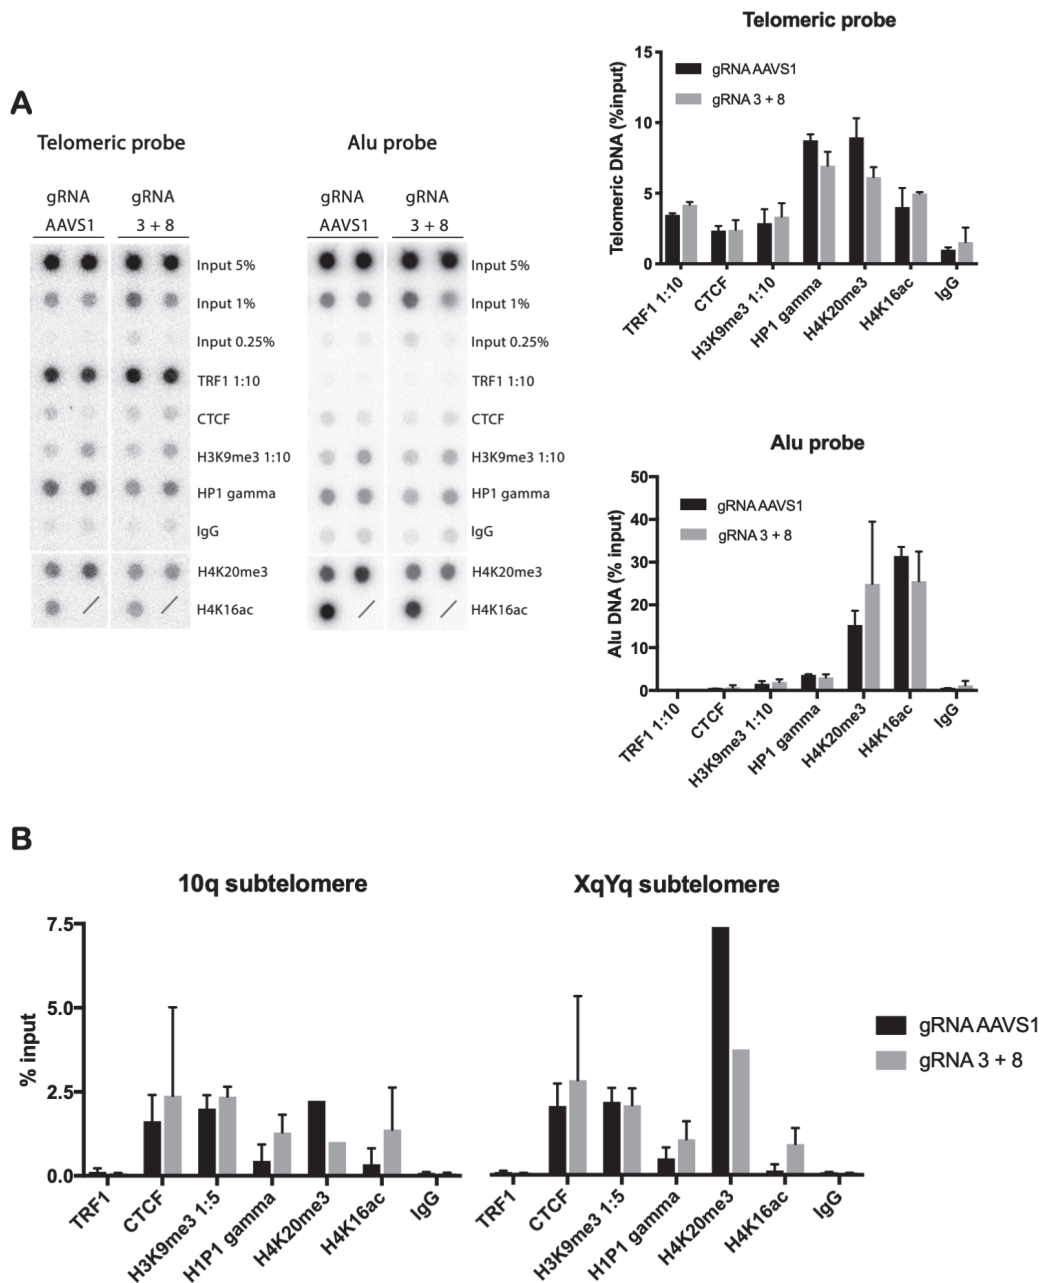 A
Telomeric probe
gRNA
AAVS1
gRNA
3 + 8
Input 5%
Input 1%
Input 0.25%
TRF1 1:10
CTCF
H3K9me3 1:10
HP1 gamma
IgG
H4K20me3
H4K16ac
Alu probe
gRNA
AAVS1
gRNA
3 + 8
Input 5%
Input 1%
Input 0.25%
TRF1 1:10
CTCF
H3K9me3 1:10
HP1 gamma
IgG
H4K20me3
H4K16ac
Telomeric probe
Telomeric DNA (%input)
15
10
5
0
gRNA AAVS1
gRNA 3 + 8
TRF1 1:10
CTCF
H3K9me3 1:10
HP1 gamma
H4K20me3
H4K16ac
IgG
Alu probe
Alu DNA (% input)
50
40
30
20
10
0
gRNA AAVS1
gRNA 3 + 8
TRF1 1:10
CTCF
H3K9me3 1:10
HP1 gamma
H4K20me3
H4K16ac
IgG
B
10q subtelomere
% input
7.5
5.0
2.5
0.0
TRF1
CTCF
H3K9me3 1:5
H1P1 gamma
H4K20me3
H4K16ac
IgG
XqYq subtelomere
TRF1
CTCF
H3K9me3 1:5
H1P1 gamma
H4K20me3
H4K16ac
IgG
gRNA AAVS1
gRNA 3 + 8